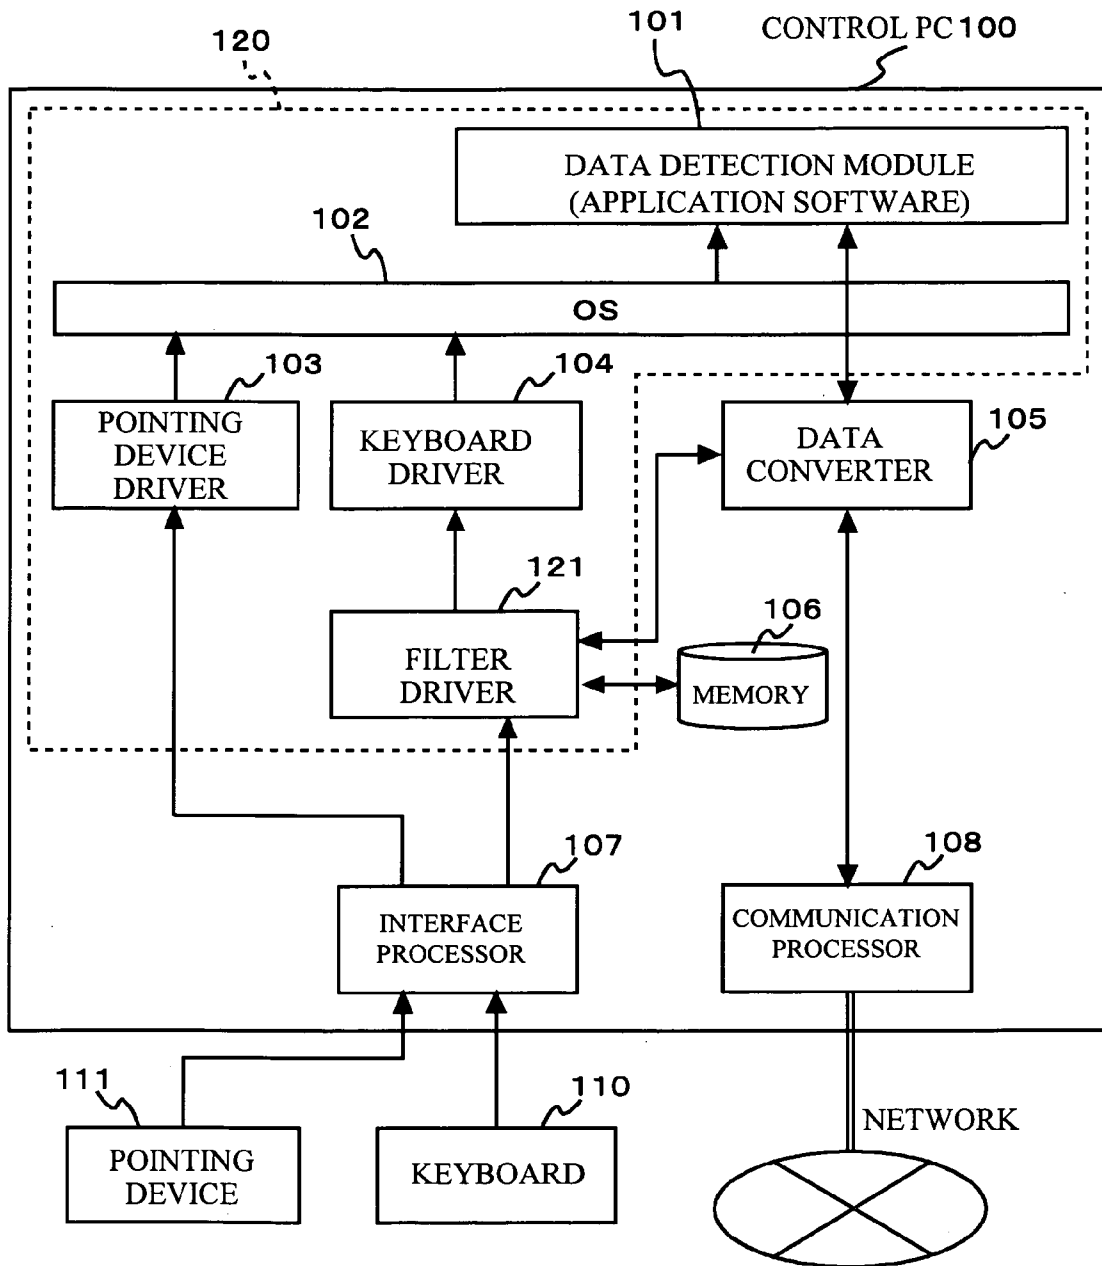 101
CONTROL PC 100
120
DATA DETECTION MODULE
(APPLICATION SOFTWARE)
102
OS
103
104
POINTING
DEVICE
DRIVER
KEYBOARD
DRIVER
DATA
CONVERTER
105
121
FILTER
DRIVER
106
MEMORY
107
108
INTERFACE
PROCESSOR
COMMUNICATION
PROCESSOR
111
110
POINTING
DEVICE
KEYBOARD
NETWORK